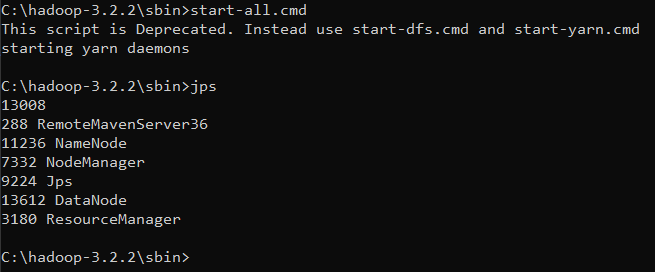 C:\hadoop-3.2.2\sbin>start-all.cmd
This script is Deprecated. Instead use start-dfs.cmd and start-yarn.cmd
starting yarn daemons
C:\hadoop-3.2.2\sbin>jps
13008
288 RemoteMavenServer36
11236 NameNode
7332 NodeManager
9224 Jps
13612 DataNode
3180 ResourceManager
C:\hadoop-3.2.2\sbin>